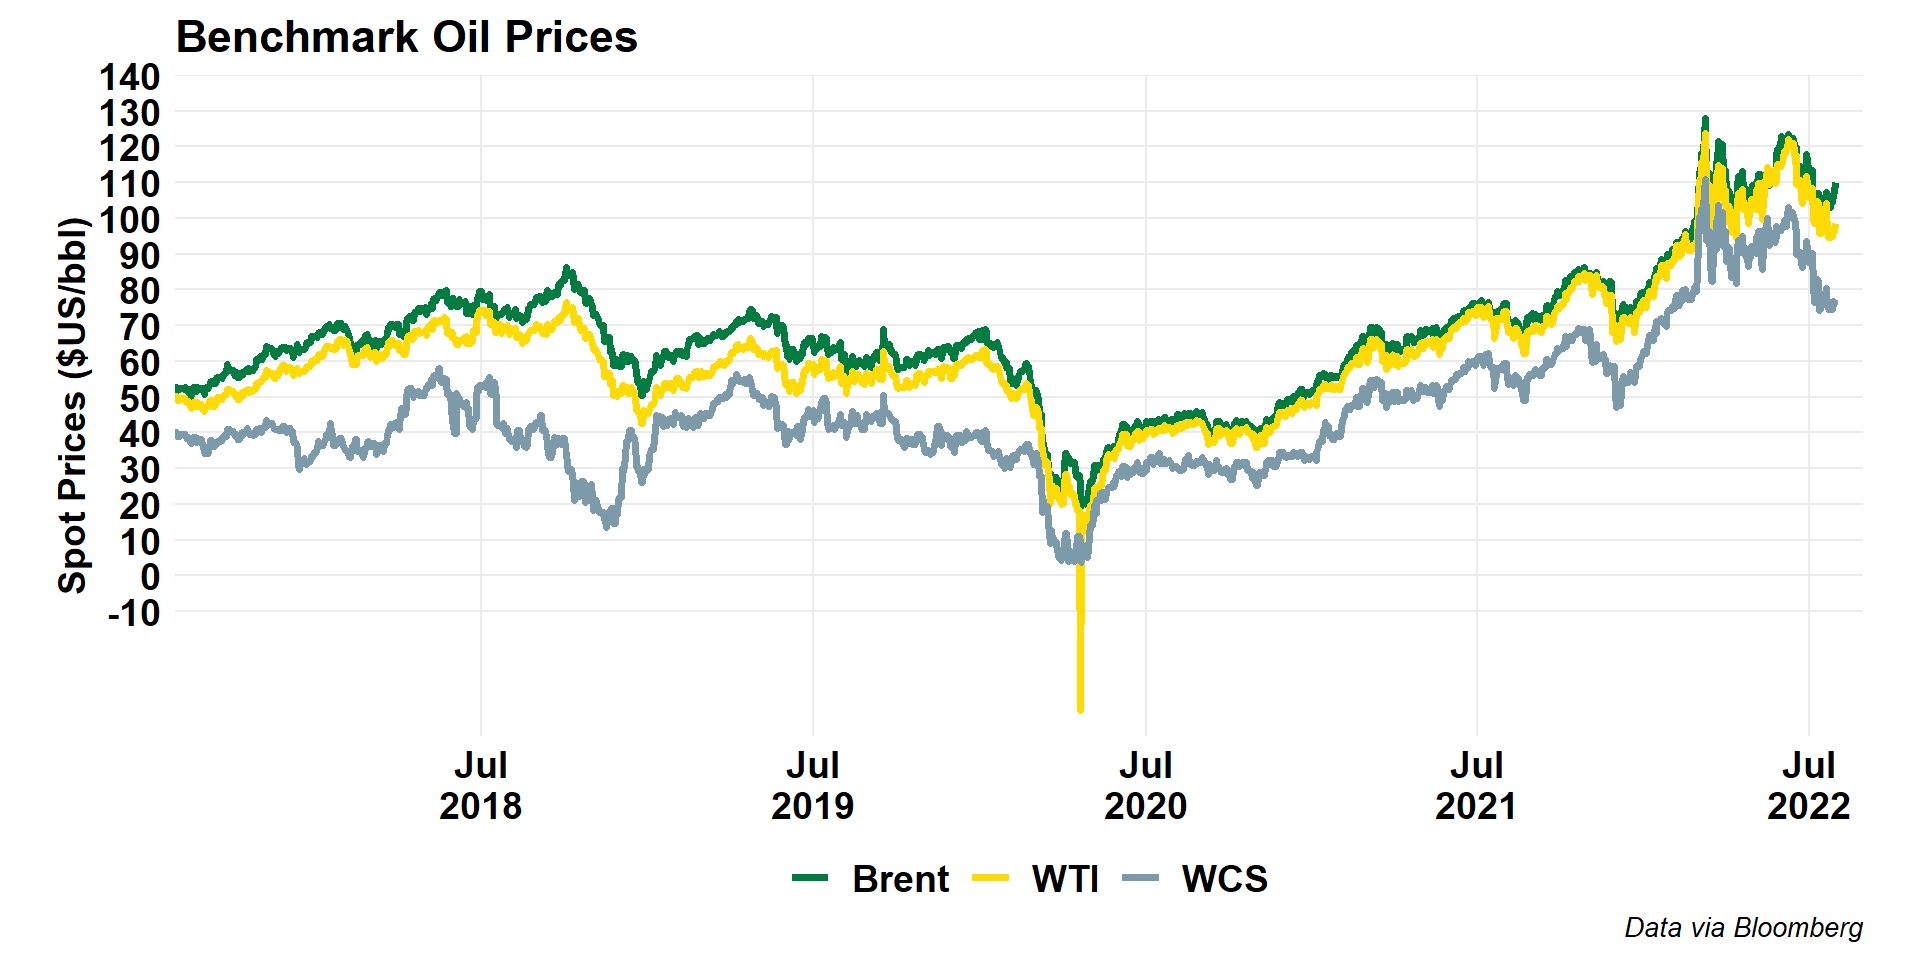 Benchmark Oil Prices
Spot Prices ($US/bbl)
140
130
120
110
100
90
80
70
60
50
40
30
20
10
0
-10
Jul Jul Jul Jul Jul
2018 2019 2020 2021 2022
Brent WTI WCS
Data via Bloomberg